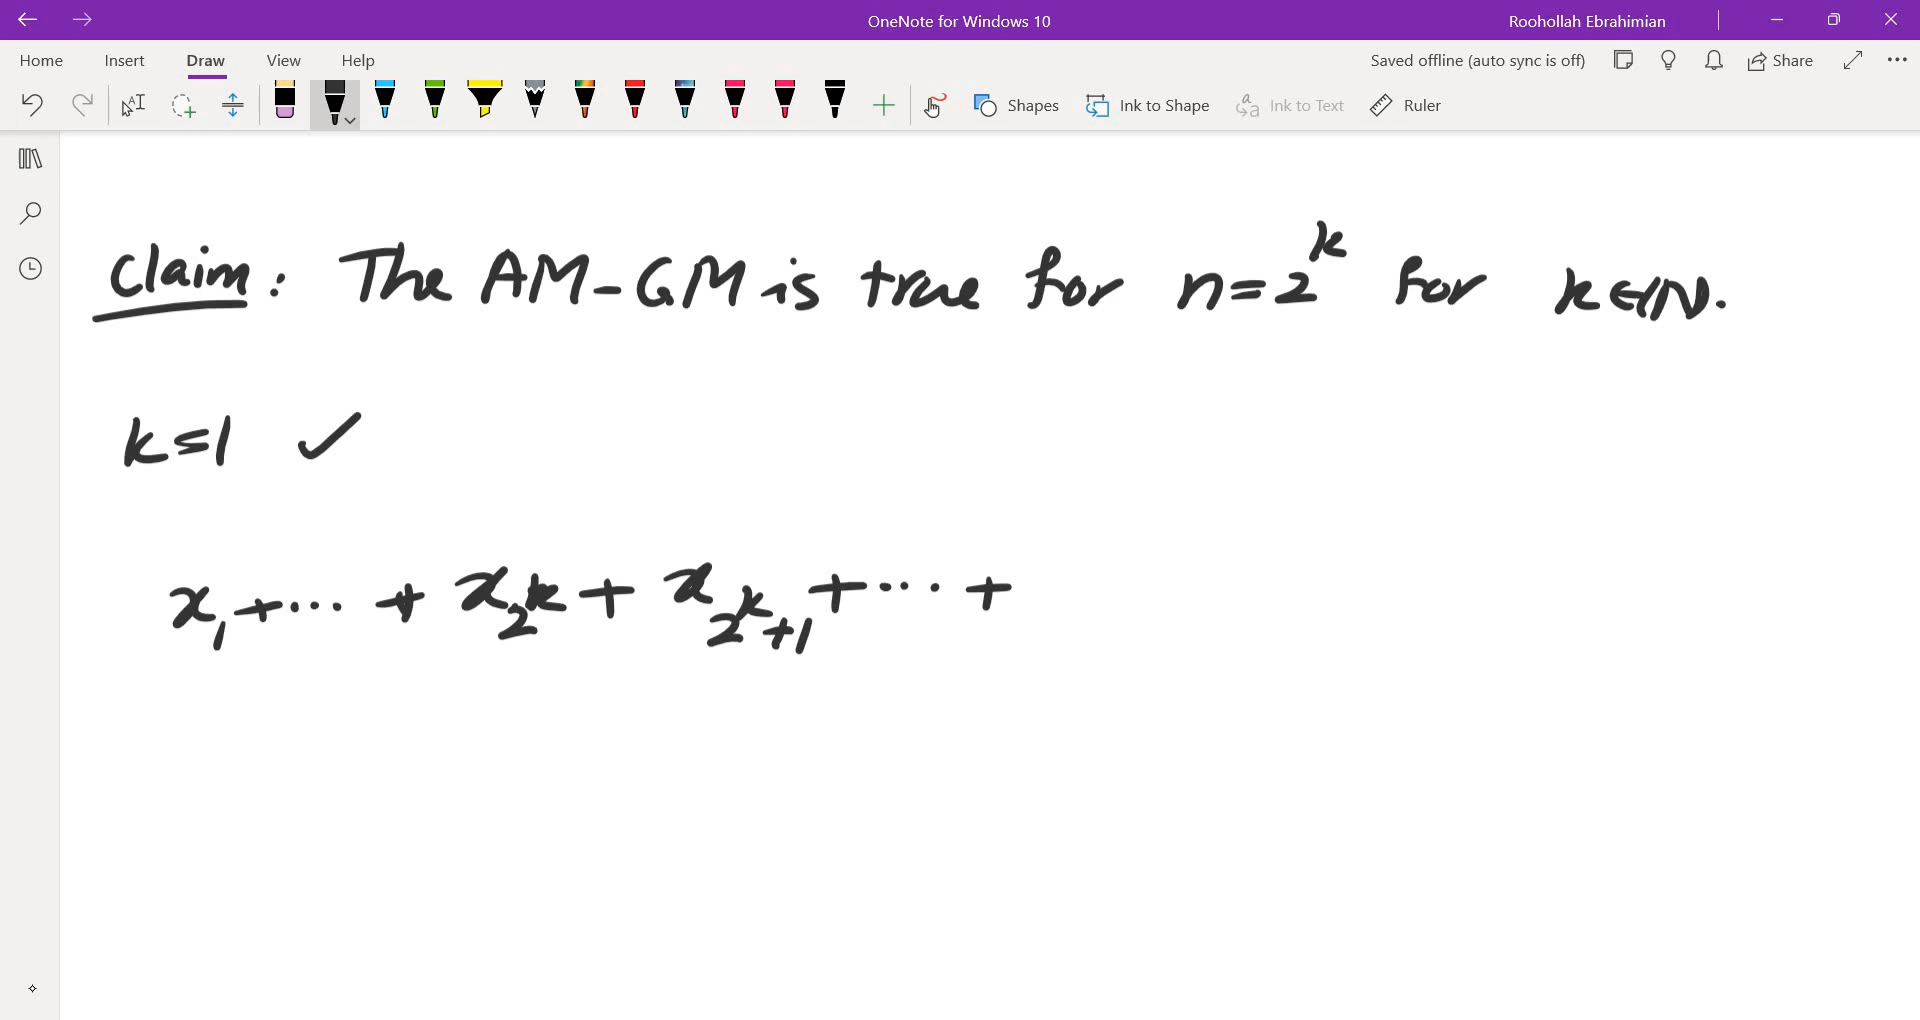 OneNote for Windows 10
Roohollah Ebrahimian
Home Insert Draw View Help
Saved offline (auto sync is off) Share
Shapes Ink to Shape Ink to Text Ruler
Claim: The AM-GM is true for n=2^k for k∈ℕ.
k=1 ✓
x_1+⋯+x_{2^k}+x_{2^k+1}+⋯+